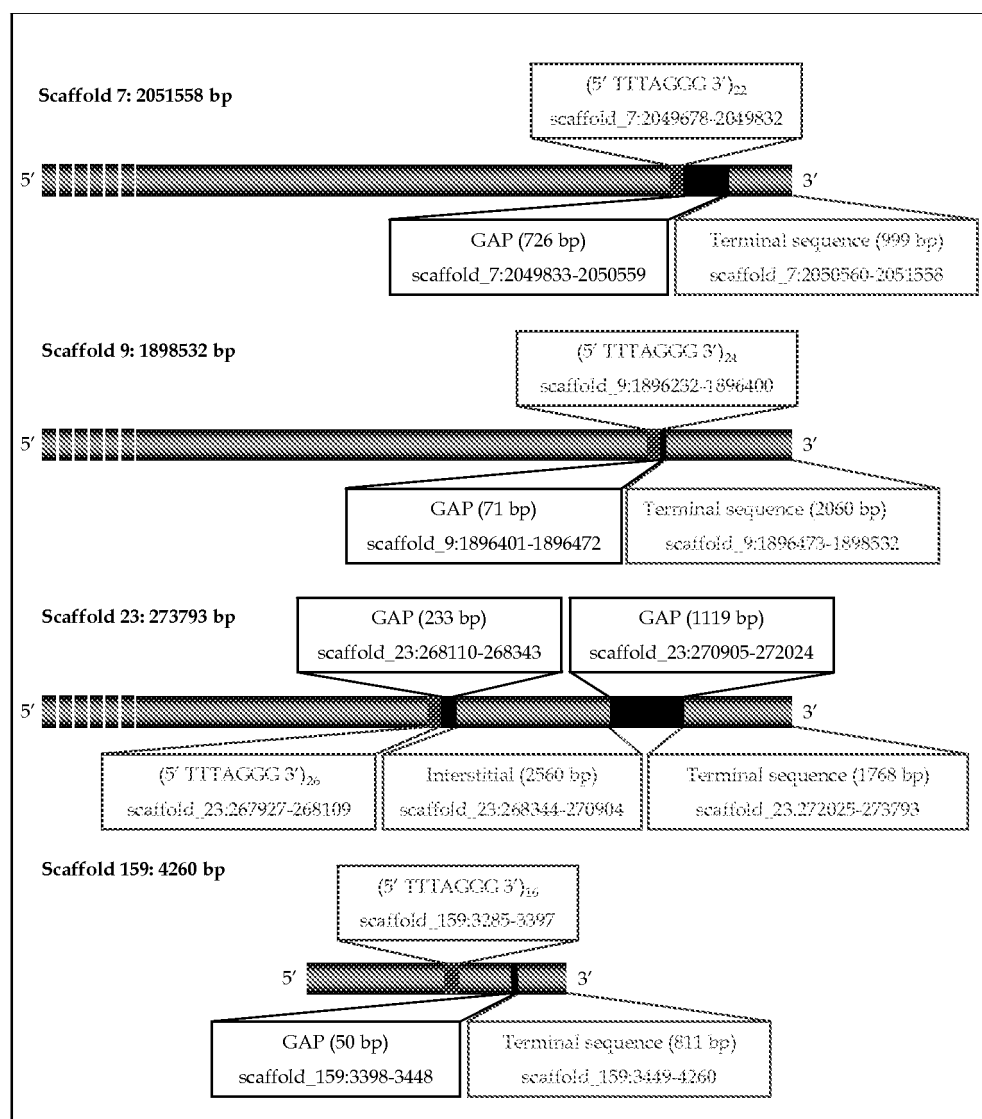 Scaffold 7: 2051558 bp
(5′ TTTAGGG 3′)22
scaffold_7:2049678-2049832
5′
3′
GAP (726 bp)
scaffold_7:2049833-2050559
Terminal sequence (999 bp)
scaffold_7:2050560-2051558
Scaffold 9: 1898532 bp
(5′ TTTAGGG 3′)24
scaffold_9:1896232-1896400
5′
3′
GAP (71 bp)
scaffold_9:1896401-1896472
Terminal sequence (2060 bp)
scaffold_9:1896473-1898532
Scaffold 23: 273793 bp
GAP (233 bp)
scaffold_23:268110-268343
GAP (1119 bp)
scaffold_23:270905-272024
5′
3′
(5′ TTTAGGG 3′)26
scaffold_23:267927-268109
Interstitial (2560 bp)
scaffold_23:268344-270904
Terminal sequence (1768 bp)
scaffold_23:272025-273793
Scaffold 159: 4260 bp
(5′ TTTAGGG 3′)16
scaffold_159:3285-3397
5′
3′
GAP (50 bp)
scaffold_159:3398-3448
Terminal sequence (811 bp)
scaffold_159:3449-4260